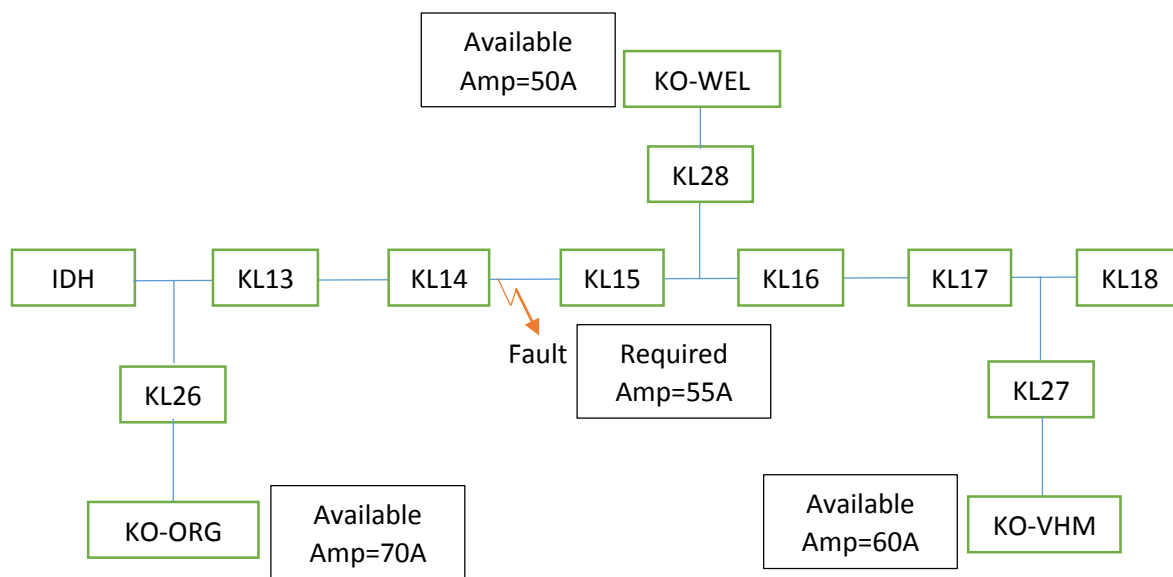 Available
Amp=50A
KO-WEL
KL28
IDH
KL13
KL14
KL15
KL16
KL17
KL18
Fault
Required
Amp=55A
KL26
KL27
KO-ORG
Available
Amp=70A
Available
Amp=60A
KO-VHM